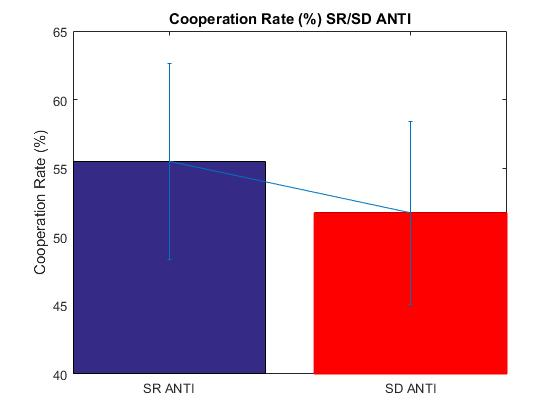 Cooperation Rate (%) SR/SD ANTI
65
60
55
50
45
40
Cooperation Rate (%)
SR ANTI
SD ANTI